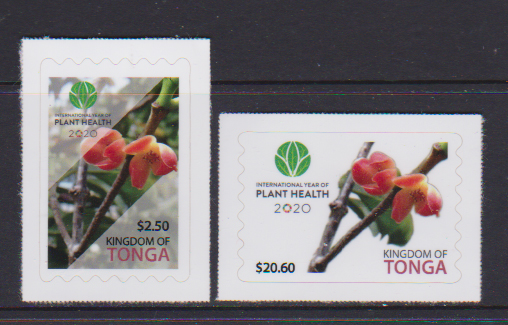 INTERNATIONAL YEAR OF
PLANT HEALTH
2020
$2.50
KINGDOM OF
TONGA
INTERNATIONAL YEAR OF
PLANT HEALTH
2020
$20.60
KINGDOM OF
TONGA